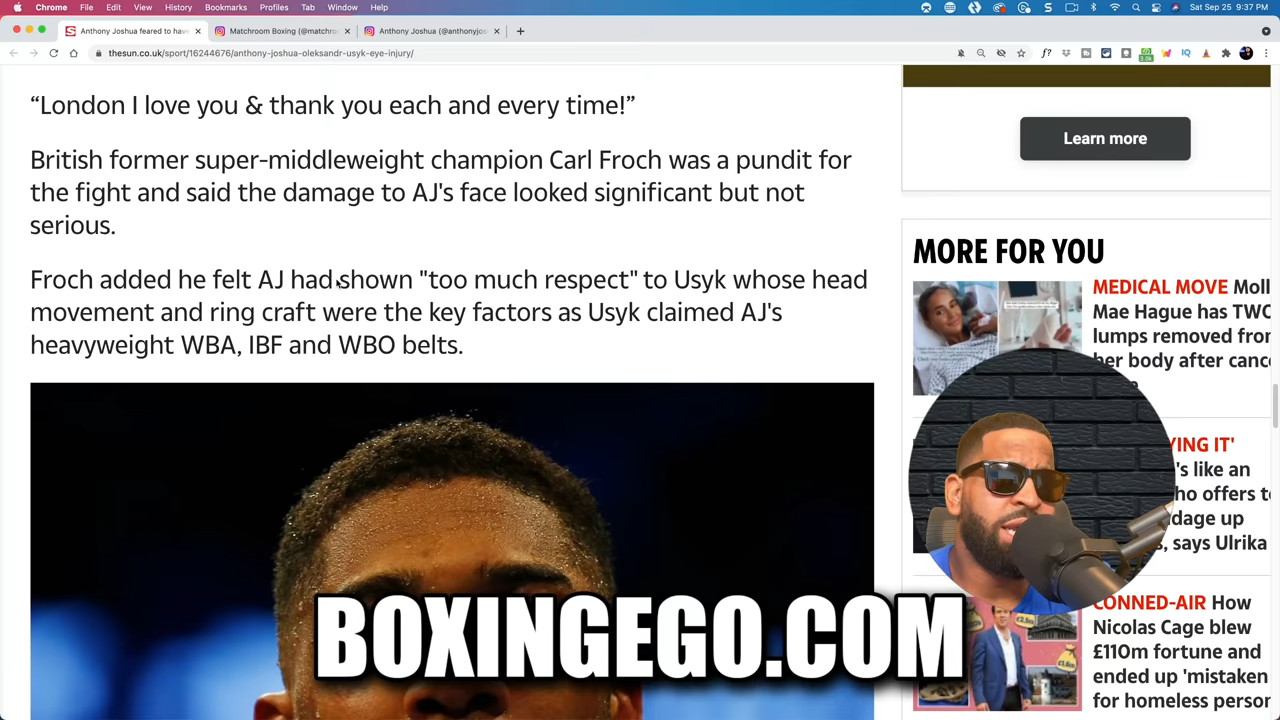 Chrome File Edit View History Bookmarks Profiles Tab Window Help
Sat Sep 25 9:37 PM
Anthony Joshua feared to have
Matchroom Boxing (@matchro
Anthony Joshua (@anthonyjos
thesun.co.uk/sport/16244676/anthony-joshua-oleksandr-usyk-eye-injury/
“London I love you & thank you each and every time!”
British former super-middleweight champion Carl Froch was a pundit for
the fight and said the damage to AJ's face looked significant but not
serious.
Froch added he felt AJ had shown "too much respect" to Usyk whose head
movement and ring craft were the key factors as Usyk claimed AJ's
heavyweight WBA, IBF and WBO belts.
Learn more
MORE FOR YOU
MEDICAL MOVE Moll
Mae Hague has TWO
lumps removed from
her body after cance
YING IT'
's like an
ho offers to
dage up
, says Ulrika
CONNED-AIR How
Nicolas Cage blew
£110m fortune and
ended up 'mistaken
for homeless person
BOXINGEGO.COM